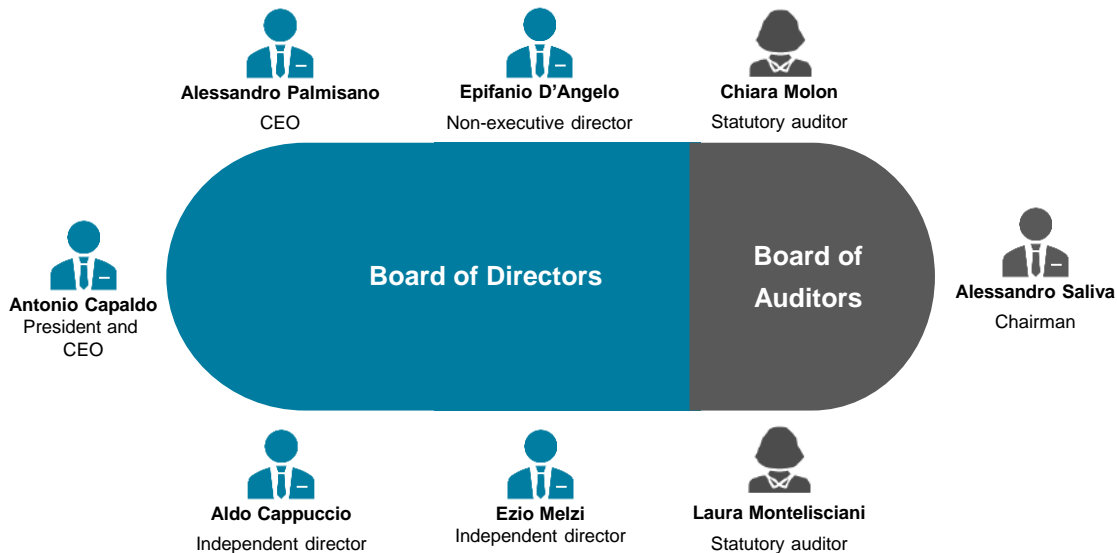 Alessandro Palmisano
CEO
Epifanio D'Angelo
Non-executive director
Chiara Molon
Statutory auditor
Antonio Capaldo
President and
CEO
Board of Directors
Board of
Auditors
Alessandro Saliva
Chairman
Aldo Cappuccio
Independent director
Ezio Melzi
Independent director
Laura Montelisciani
Statutory auditor